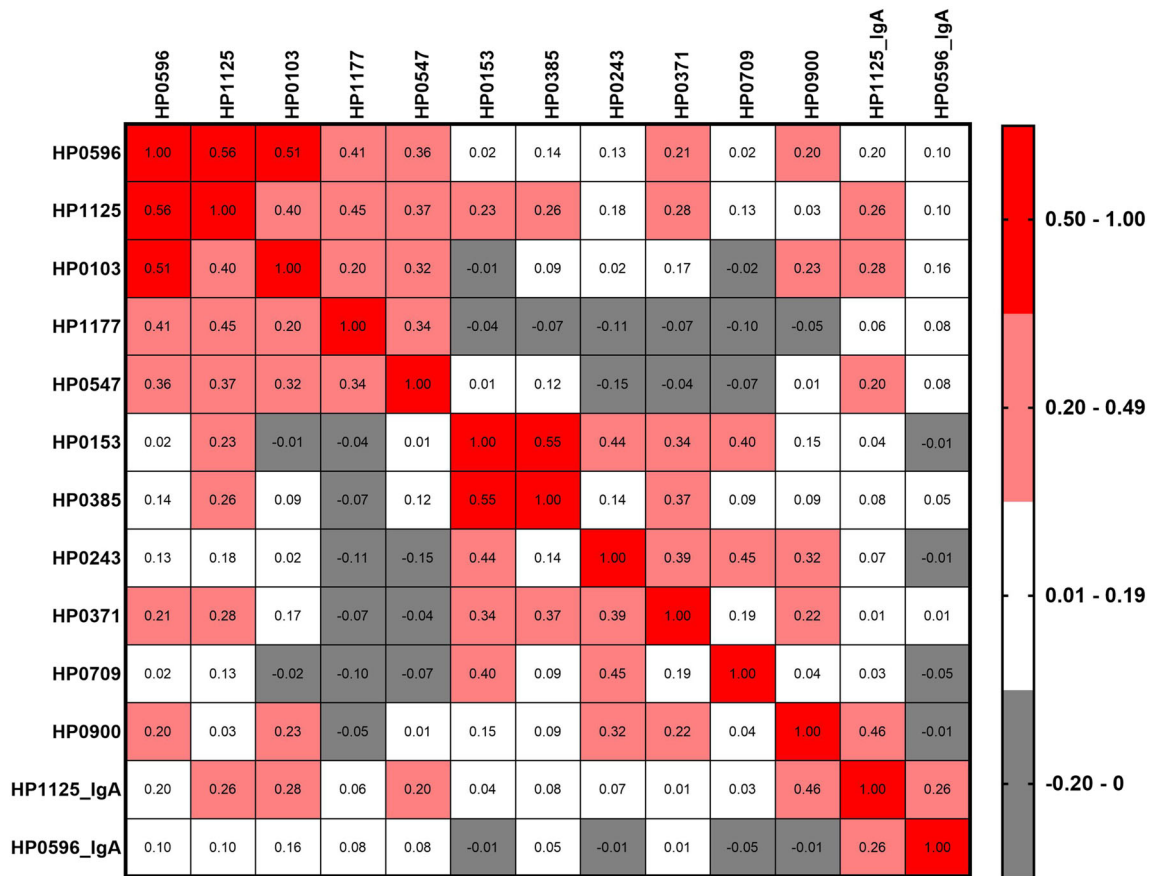 HP0596 HP1125 HP0103 HP1177 HP0547 HP0153 HP0385 HP0243 HP0371 HP0709 HP0900 HP1125_IgA HP0596_IgA
HP0596 1.00 0.56 0.51 0.41 0.36 0.02 0.14 0.13 0.21 0.02 0.20 0.20 0.10
HP1125 0.56 1.00 0.40 0.45 0.37 0.23 0.26 0.18 0.28 0.13 0.03 0.26 0.10
HP0103 0.51 0.40 1.00 0.20 0.32 -0.01 0.09 0.02 0.17 -0.02 0.23 0.28 0.16
HP1177 0.41 0.45 0.20 1.00 0.34 -0.04 -0.07 -0.11 -0.07 -0.10 -0.05 0.06 0.08
HP0547 0.36 0.37 0.32 0.34 1.00 0.01 0.12 -0.15 -0.04 -0.07 0.01 0.20 0.08
HP0153 0.02 0.23 -0.01 -0.04 0.01 1.00 0.55 0.44 0.34 0.40 0.15 0.04 -0.01
HP0385 0.14 0.26 0.09 -0.07 0.12 0.55 1.00 0.14 0.37 0.09 0.09 0.08 0.05
HP0243 0.13 0.18 0.02 -0.11 -0.15 0.44 0.14 1.00 0.39 0.45 0.32 0.07 -0.01
HP0371 0.21 0.28 0.17 -0.07 -0.04 0.34 0.37 0.39 1.00 0.19 0.22 0.01 0.01
HP0709 0.02 0.13 -0.02 -0.10 -0.07 0.40 0.09 0.45 0.19 1.00 0.04 0.03 -0.05
HP0900 0.20 0.03 0.23 -0.05 0.01 0.15 0.09 0.32 0.22 0.04 1.00 0.46 -0.01
HP1125_IgA 0.20 0.26 0.28 0.06 0.20 0.04 0.08 0.07 0.01 0.03 0.46 1.00 0.26
HP0596_IgA 0.10 0.10 0.16 0.08 0.08 -0.01 0.05 -0.01 0.01 -0.05 -0.01 0.26 1.00
0.50 - 1.00
0.20 - 0.49
0.01 - 0.19
-0.20 - 0